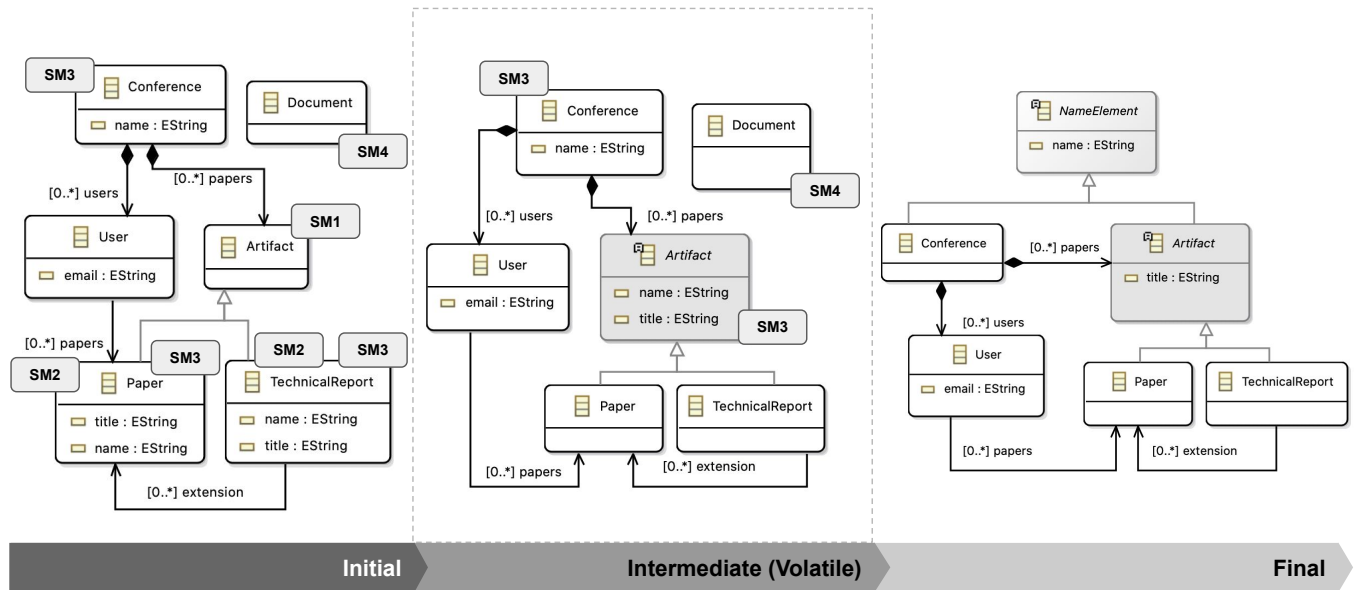 SM3
Conference
name : EString
Document
SM4
[0..*] users
[0..*] papers
SM1
User
email : EString
Artifact
[0..*] papers
SM2
SM3
Paper
title : EString
name : EString
SM2
SM3
TechnicalReport
name : EString
title : EString
[0..*] extension
SM3
Conference
name : EString
Document
SM4
[0..*] users
[0..*] papers
User
email : EString
Artifact
name : EString
title : EString
SM3
Paper
TechnicalReport
[0..*] papers
[0..*] extension
NameElement
name : EString
Conference
[0..*] papers
Artifact
title : EString
[0..*] users
User
email : EString
Paper
TechnicalReport
[0..*] papers
[0..*] extension
Initial
Intermediate (Volatile)
Final